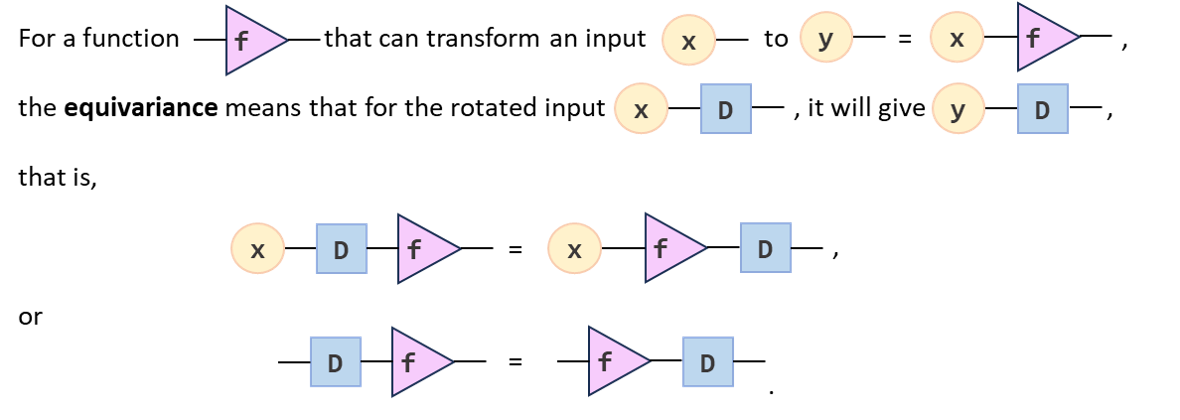 For a function f that can transform an input x to y = x f ,
the equivariance means that for the rotated input x D , it will give y D ,
that is,
x D f = x f D ,
or
D f = f D .